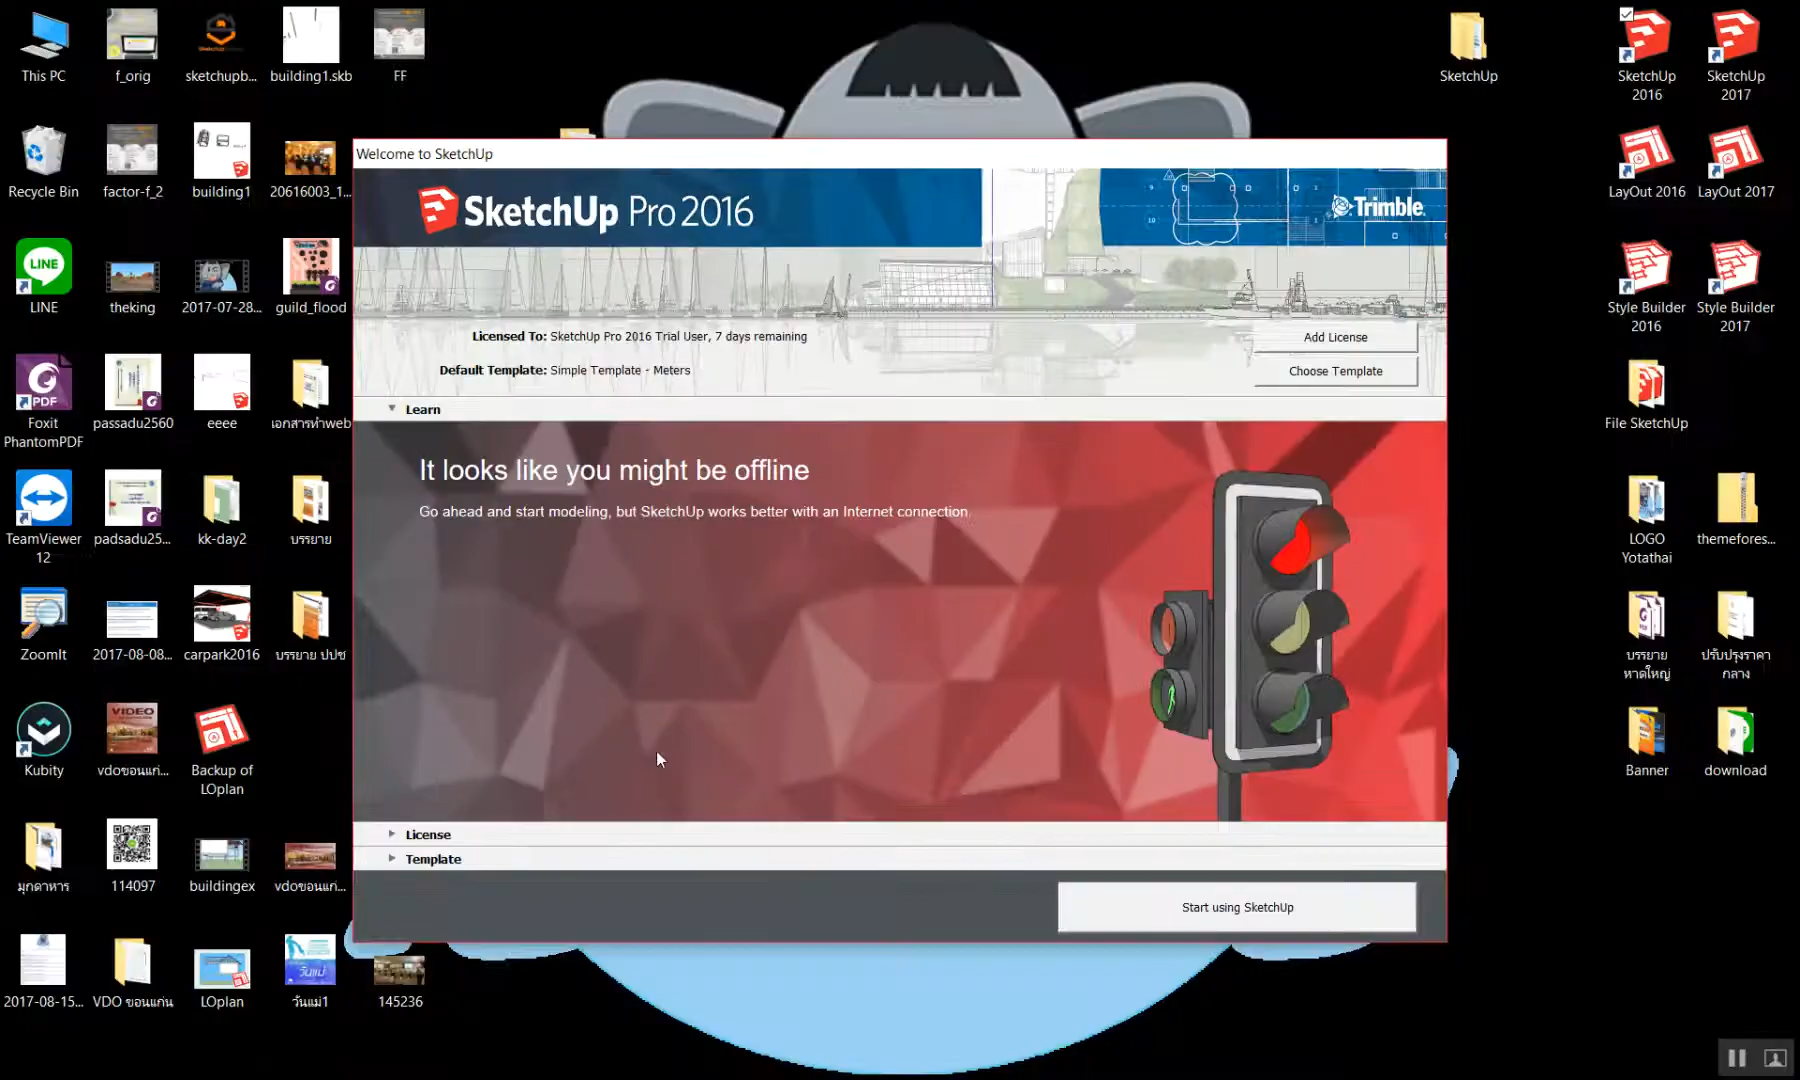 This PC
f_orig
sketchupb...
building1.skb
FF
SketchUp
SketchUp
2016
SketchUp
2017
Recycle Bin
factor-f_2
building1
20616003_1...
LayOut 2016
LayOut 2017
LINE
LINE
theking
2017-07-28...
guild_flood
Style Builder
2016
Style Builder
2017
PDF
Foxit
PhantomPDF
passadu2560
eeee
เอกสารทำweb
File SketchUp
TeamViewer
12
padsadu25...
kk-day2
บรรยาย
LOGO
Yotathai
themefores...
ZoomIt
2017-08-08...
carpark2016
บรรยาย ปปช
บรรยาย
หาดใหญ่
ปรับปรุงราคา
กลาง
Kubity
VIDEO
vdoขอนแก่...
Backup of
LOplan
Banner
download
มุกดาหาร
114097
buildingex
vdoขอนแก่...
2017-08-15...
VDO ขอนแก่น
LOplan
วันแม่
วันแม่1
145236
Welcome to SketchUp
SketchUp Pro 2016
Trimble.
Licensed To: SketchUp Pro 2016 Trial User, 7 days remaining
Add License
Default Template: Simple Template - Meters
Choose Template
Learn
It looks like you might be offline
Go ahead and start modeling, but SketchUp works better with an Internet connection.
License
Template
Start using SketchUp